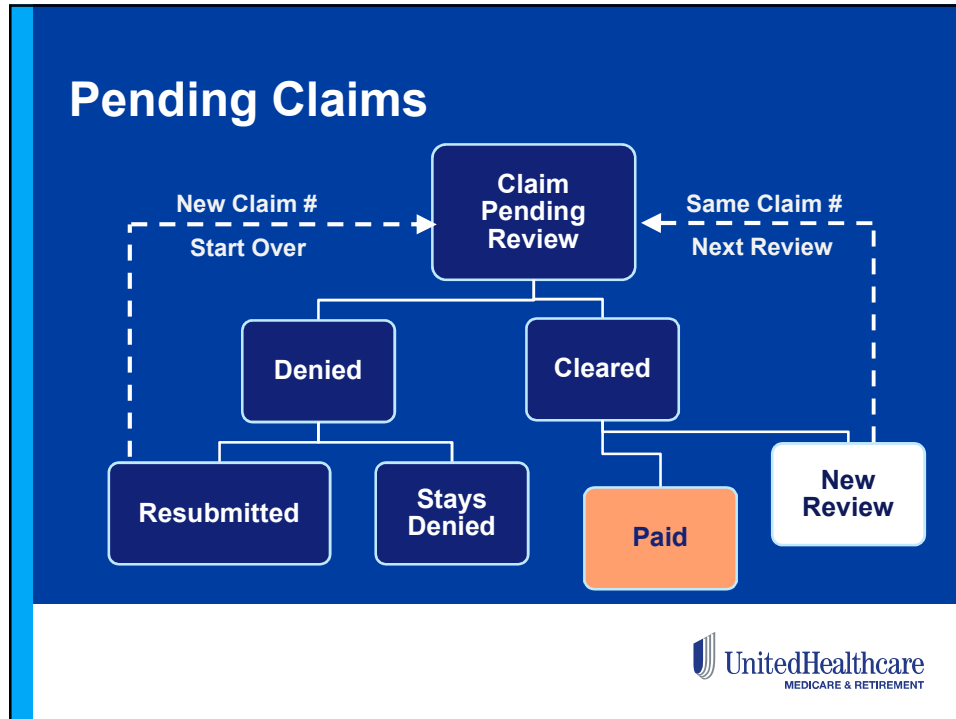 Pending Claims
New Claim #
Start Over
Claim
Pending
Review
Same Claim #
Next Review
Denied
Cleared
Resubmitted
Stays
Denied
Paid
New
Review
UnitedHealthcare
MEDICARE & RETIREMENT